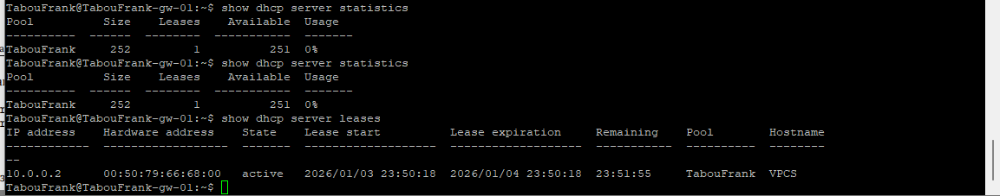 TabouFrank@TabouFrank-gw-01:~$ show dhcp server statistics
Pool          Size    Leases    Available  Usage
----------  ------  --------  -----------  -------
TabouFrank     252         1          251  0%
TabouFrank@TabouFrank-gw-01:~$ show dhcp server statistics
Pool          Size    Leases    Available  Usage
----------  ------  --------  -----------  -------
TabouFrank     252         1          251  0%
TabouFrank@TabouFrank-gw-01:~$ show dhcp server leases
IP address    Hardware address    State    Lease start          Lease expiration     Remaining    Pool        Hostname
------------  ------------------  -------  -------------------  -------------------  -----------  ----------  --------
--
10.0.0.2      00:50:79:66:68:00   active   2026/01/03 23:50:18  2026/01/04 23:50:18  23:51:55     TabouFrank  VPCS
TabouFrank@TabouFrank-gw-01:~$